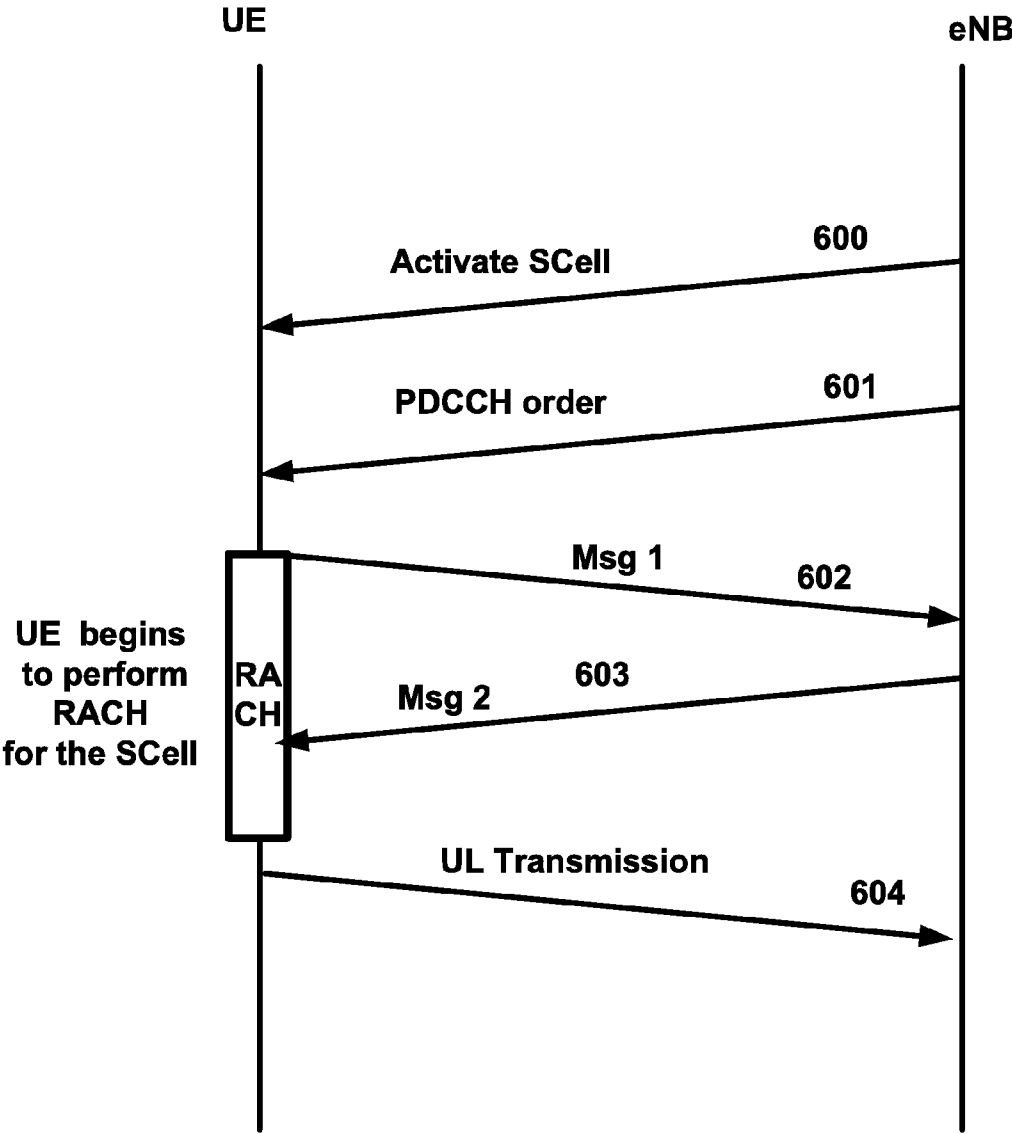 UE
eNB
600
Activate SCell
601
PDCCH order
Msg 1
602
UE begins
to perform
RACH
for the SCell
RA
CH
603
Msg 2
UL Transmission
604